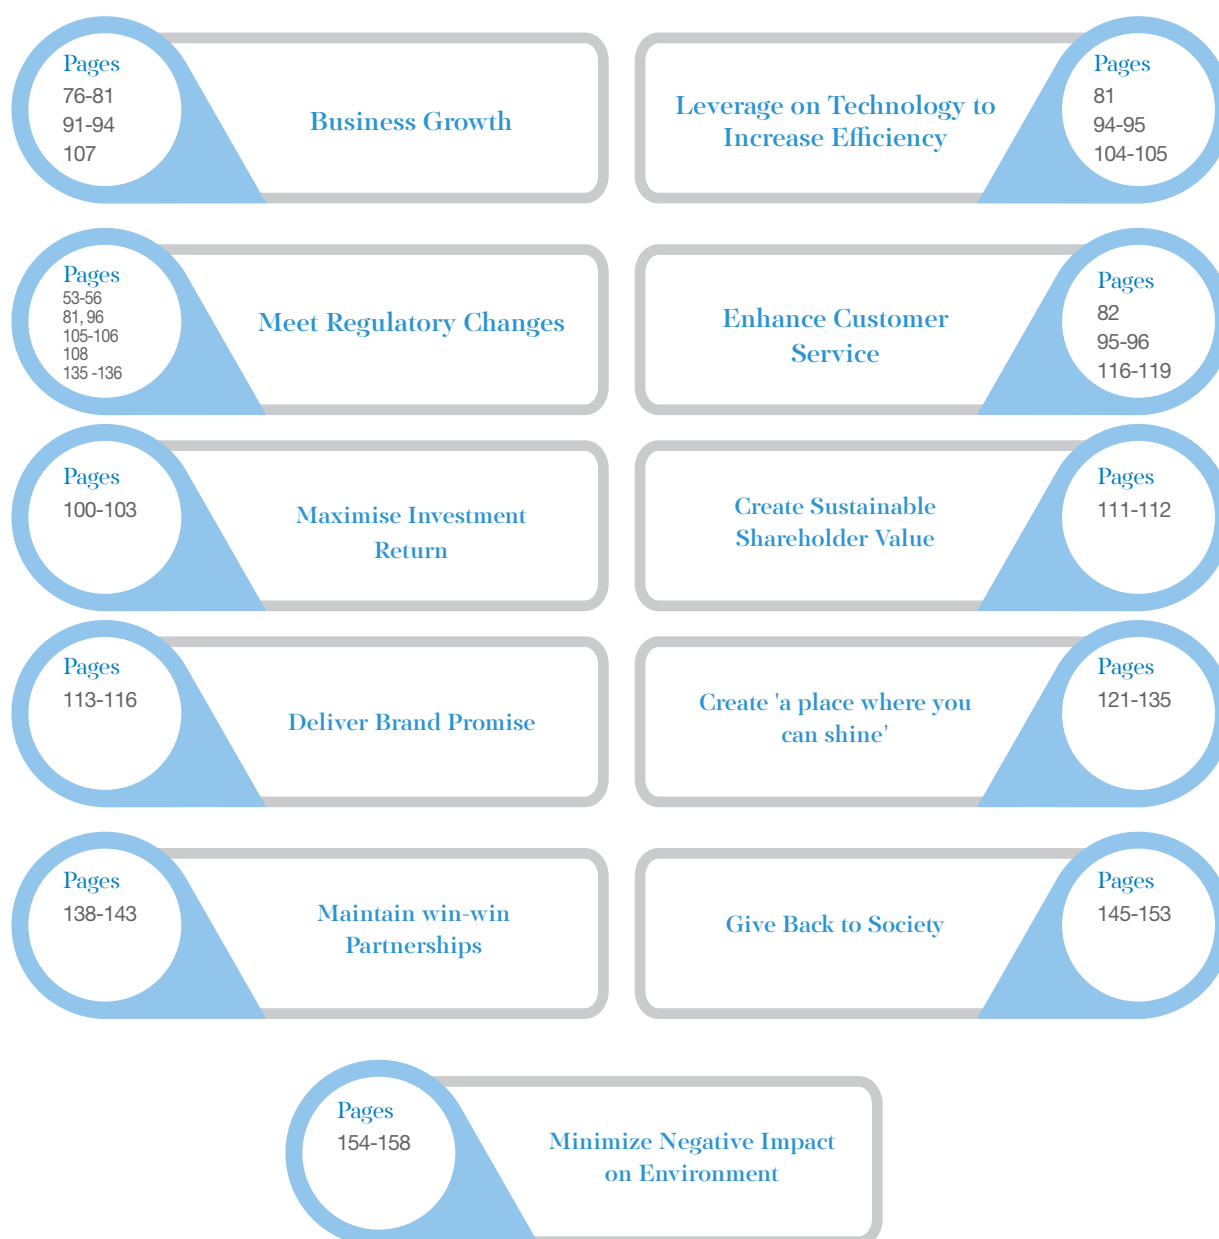 Pages
76-81
91-94
107
Business Growth
Leverage on Technology to
Increase Efficiency
Pages
81
94-95
104-105
Pages
53-56
81, 96
105-106
108
135 -136
Meet Regulatory Changes
Enhance Customer
Service
Pages
82
95-96
116-119
Pages
100-103
Maximise Investment
Return
Create Sustainable
Shareholder Value
Pages
111-112
Pages
113-116
Deliver Brand Promise
Create 'a place where you
can shine’
Pages
121-135
Pages
138-143
Maintain win-win
Partnerships
Give Back to Society
Pages
145-153
Pages
154-158
Minimize Negative Impact
on Environment